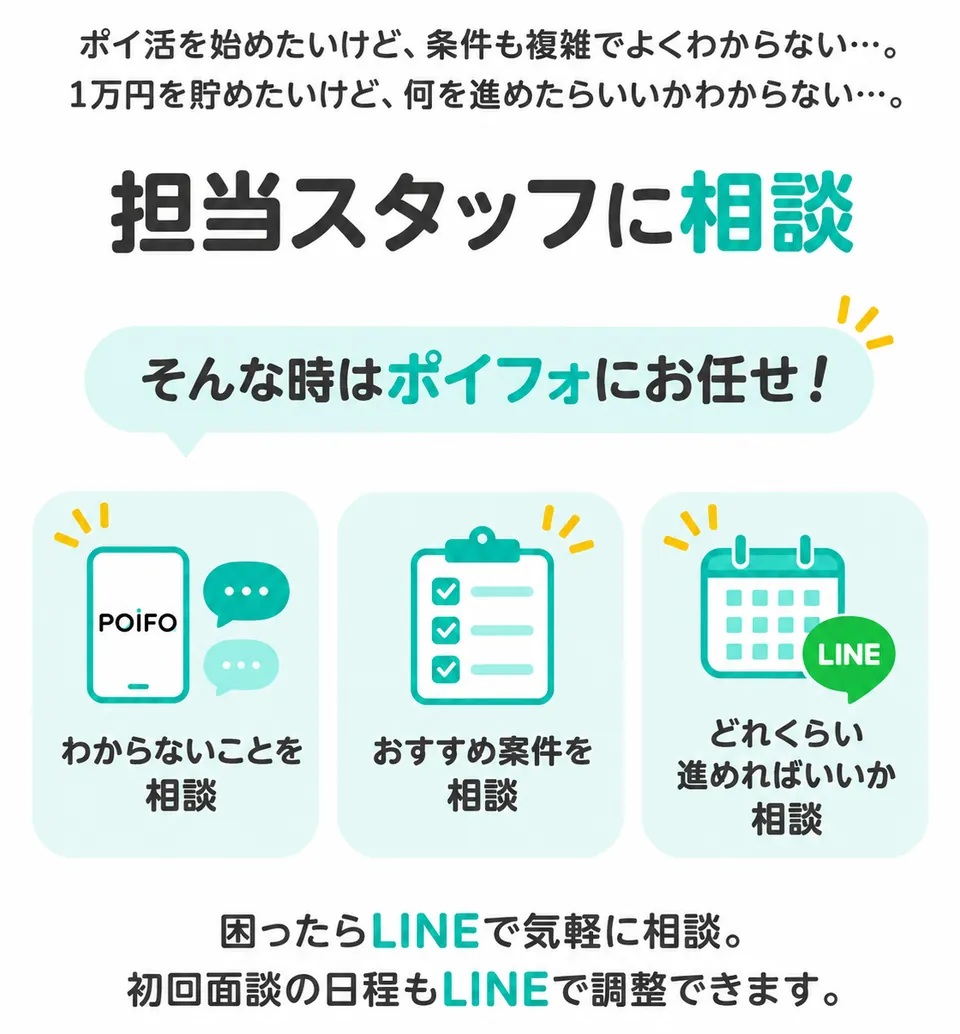 ポイ活を始めたいけど、条件も複雑でよくわからない…。
1万円を貯めたいけど、何を進めたらいいかわからない…。
担当スタッフに相談
そんな時はポイフォにお任せ！
POiFO
わからないことを
相談
おすすめ案件を
相談
LINE
どれくらい
進めればいいか
相談
困ったらLINEで気軽に相談。
初回面談の日程もLINEで調整できます。